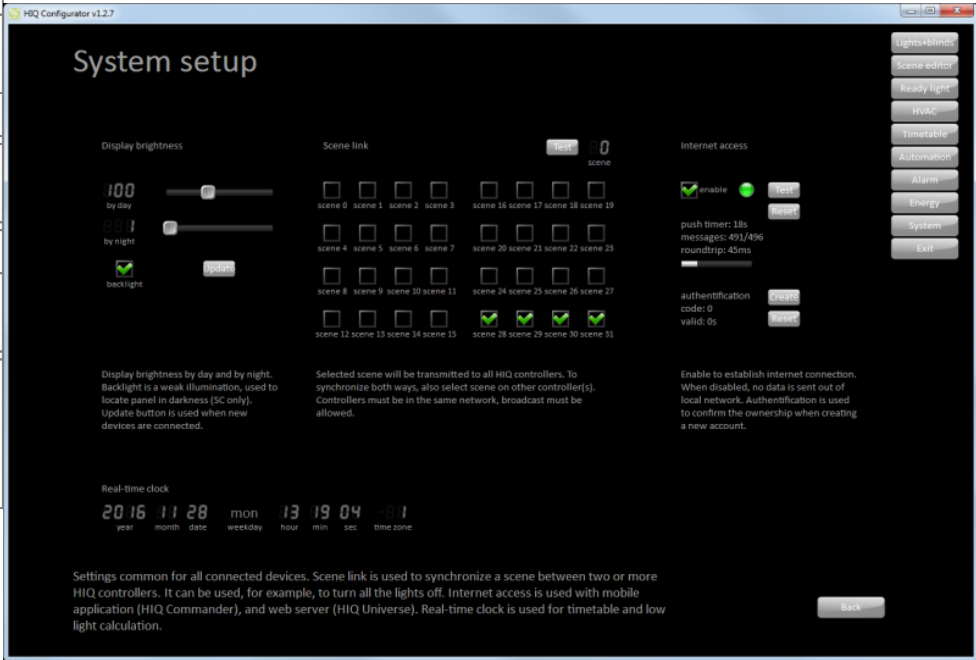 HIQ Configurator v1.2.7
System setup
Lights+blinds
Scene editor
Ready light
HVAC
Timetable
Automation
Alarm
Energy
System
Exit
Display brightness
100
by day
1
by night
backlight
Update
Display brightness by day and by night.
Backlight is a weak illumination, used to
locate panel in darkness (SC only).
Update button is used when new
devices are connected.
Scene link
Test
0
scene
scene 0 scene 1 scene 2 scene 3 scene 16 scene 17 scene 18 scene 19
scene 4 scene 5 scene 6 scene 7 scene 20 scene 21 scene 22 scene 23
scene 8 scene 9 scene 10 scene 11 scene 24 scene 25 scene 26 scene 27
scene 12 scene 13 scene 14 scene 15 scene 28 scene 29 scene 30 scene 31
Selected scene will be transmitted to all HIQ controllers. To
synchronize both ways, also select scene on other controller(s).
Controllers must be in the same network, broadcast must be
allowed.
Internet access
enable
Test
Reset
push timer: 18s
messages: 491/496
roundtrip: 45ms
authentification
Create
code: 0
valid: 0s
Reset
Enable to establish internet connection.
When disabled, no data is sent out of
local network. Authentification is used
to confirm the ownership when creating
a new account.
Real-time clock
2016 11 28 mon 13 19 04 1
year month date weekday hour min sec time zone
Settings common for all connected devices. Scene link is used to synchronize a scene between two or more
HIQ controllers. It can be used, for example, to turn all the lights off. Internet access is used with mobile
application (HIQ Commander), and web server (HIQ Universe). Real-time clock is used for timetable and low
light calculation.
Back